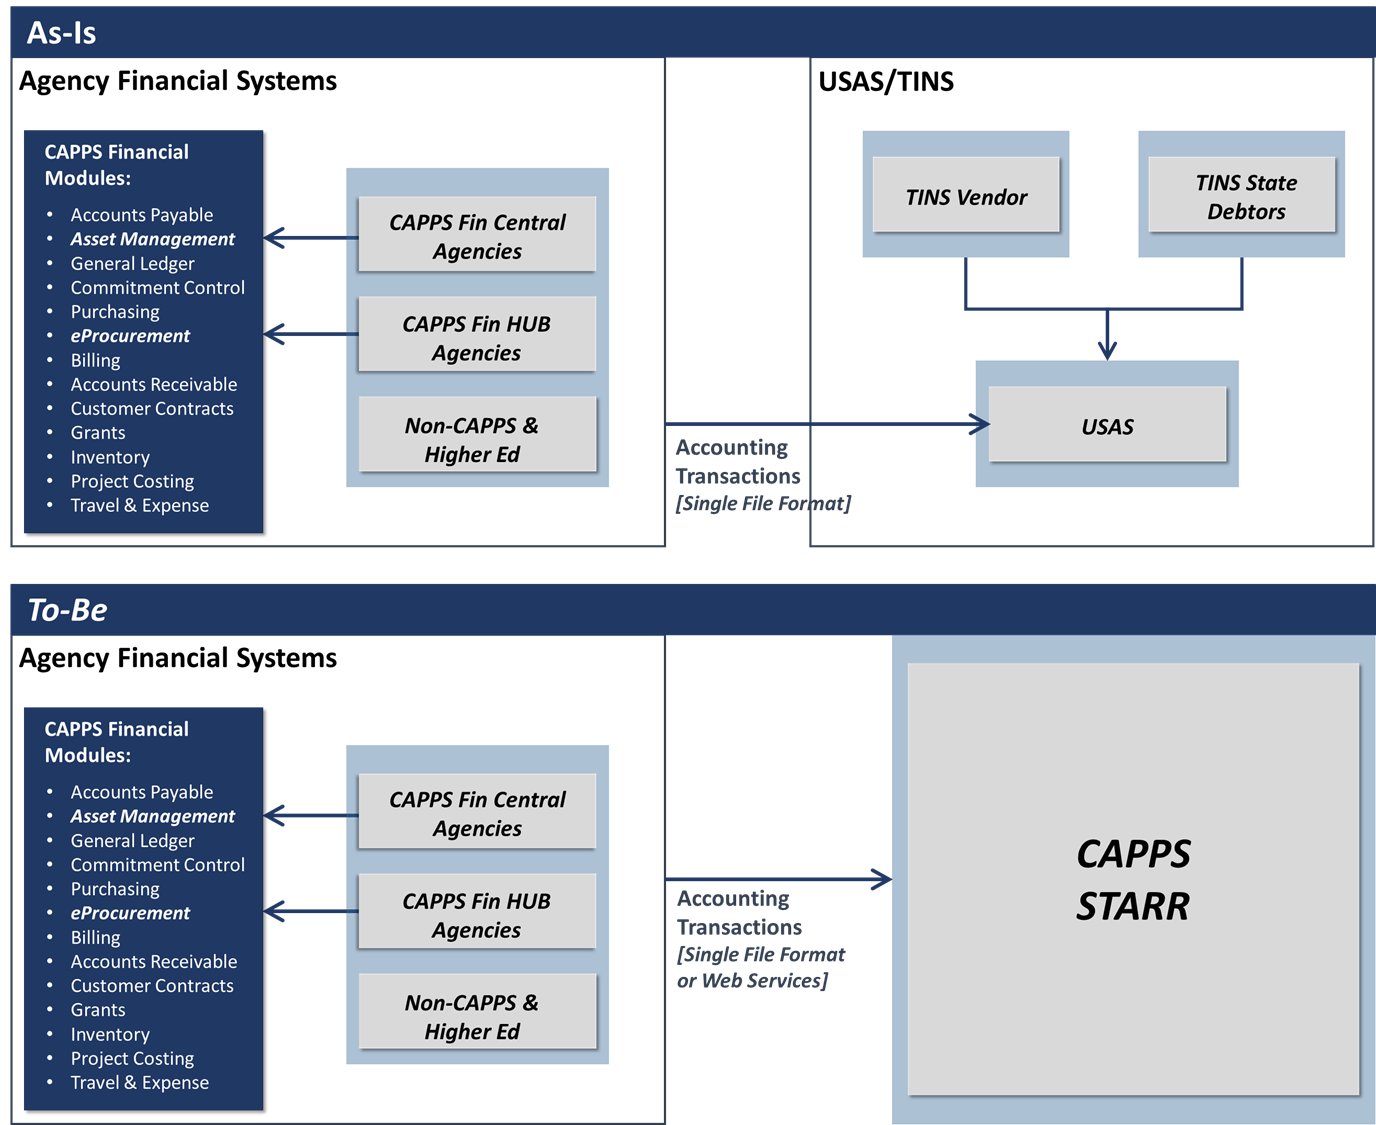 As-Is
Agency Financial Systems
CAPPS Financial
Modules:
• Accounts Payable
• Asset Management
• General Ledger
• Commitment Control
• Purchasing
• eProcurement
• Billing
• Accounts Receivable
• Customer Contracts
• Grants
• Inventory
• Project Costing
• Travel & Expense
CAPPS Fin Central
Agencies
CAPPS Fin HUB
Agencies
Non-CAPPS &
Higher Ed
Accounting
Transactions
[Single File Format]
USAS/TINS
TINS Vendor
TINS State
Debtors
USAS
To-Be
Agency Financial Systems
CAPPS Financial
Modules:
• Accounts Payable
• Asset Management
• General Ledger
• Commitment Control
• Purchasing
• eProcurement
• Billing
• Accounts Receivable
• Customer Contracts
• Grants
• Inventory
• Project Costing
• Travel & Expense
CAPPS Fin Central
Agencies
CAPPS Fin HUB
Agencies
Non-CAPPS &
Higher Ed
Accounting
Transactions
[Single File Format
or Web Services]
CAPPS
STARR